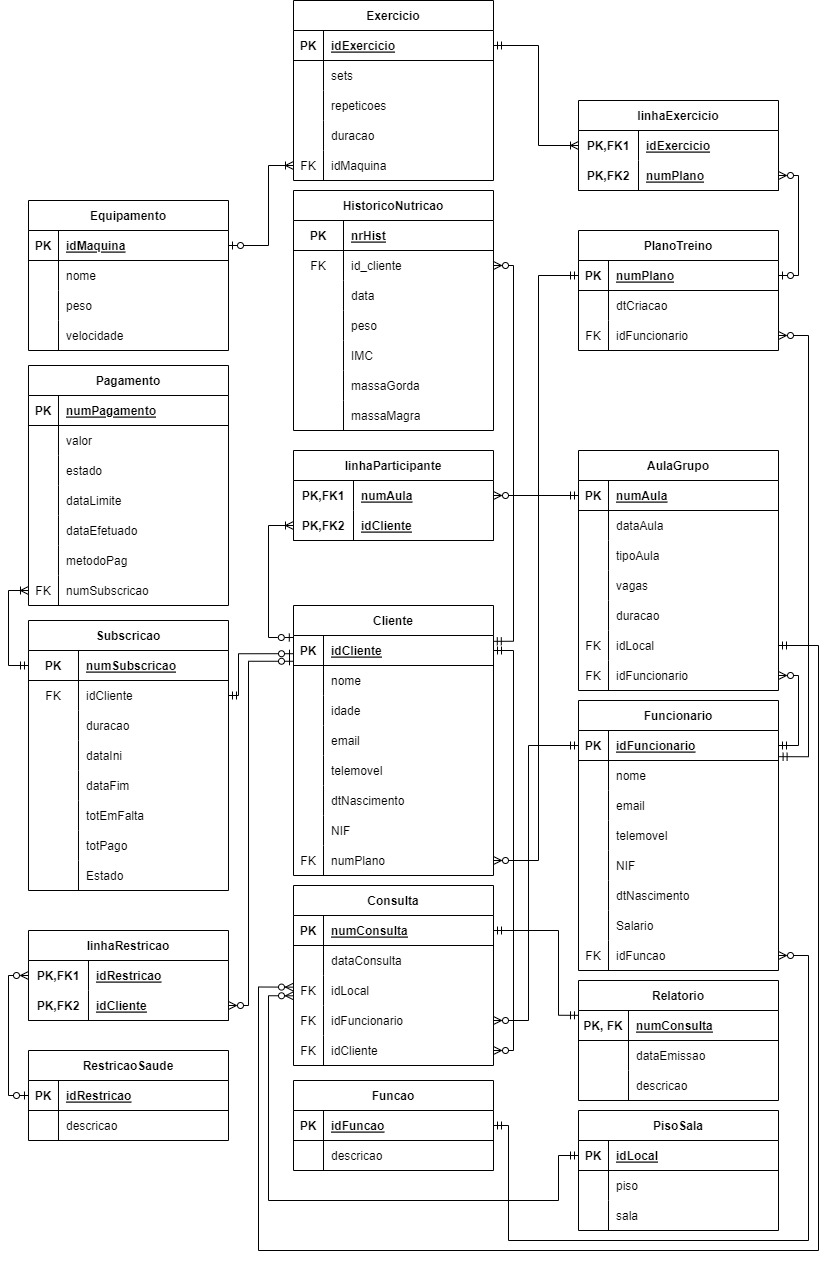 Exercicio
PK idExercicio
sets
repeticoes
duracao
FK idMaquina
linhaExercicio
PK,FK1 idExercicio
PK,FK2 numPlano
Equipamento
PK idMaquina
nome
peso
velocidade
HistoricoNutricao
PK nrHist
FK id_cliente
data
peso
IMC
massaGorda
massaMagra
PlanoTreino
PK numPlano
dtCriacao
FK idFuncionario
Pagamento
PK numPagamento
valor
estado
dataLimite
dataEfetuado
metodoPag
FK numSubscricao
linhaParticipante
PK,FK1 numAula
PK,FK2 idCliente
AulaGrupo
PK numAula
dataAula
tipoAula
vagas
duracao
FK idLocal
FK idFuncionario
Subscricao
PK numSubscricao
FK idCliente
duracao
dataIni
dataFim
totEmFalta
totPago
Estado
Cliente
PK idCliente
nome
idade
email
telemovel
dtNascimento
NIF
FK numPlano
Funcionario
PK idFuncionario
nome
email
telemovel
NIF
dtNascimento
Salario
FK idFuncao
linhaRestricao
PK,FK1 idRestricao
PK,FK2 idCliente
Consulta
PK numConsulta
dataConsulta
FK idLocal
FK idFuncionario
FK idCliente
Relatorio
PK, FK numConsulta
dataEmissao
descricao
RestricaoSaude
PK idRestricao
descricao
Funcao
PK idFuncao
descricao
PisoSala
PK idLocal
piso
sala